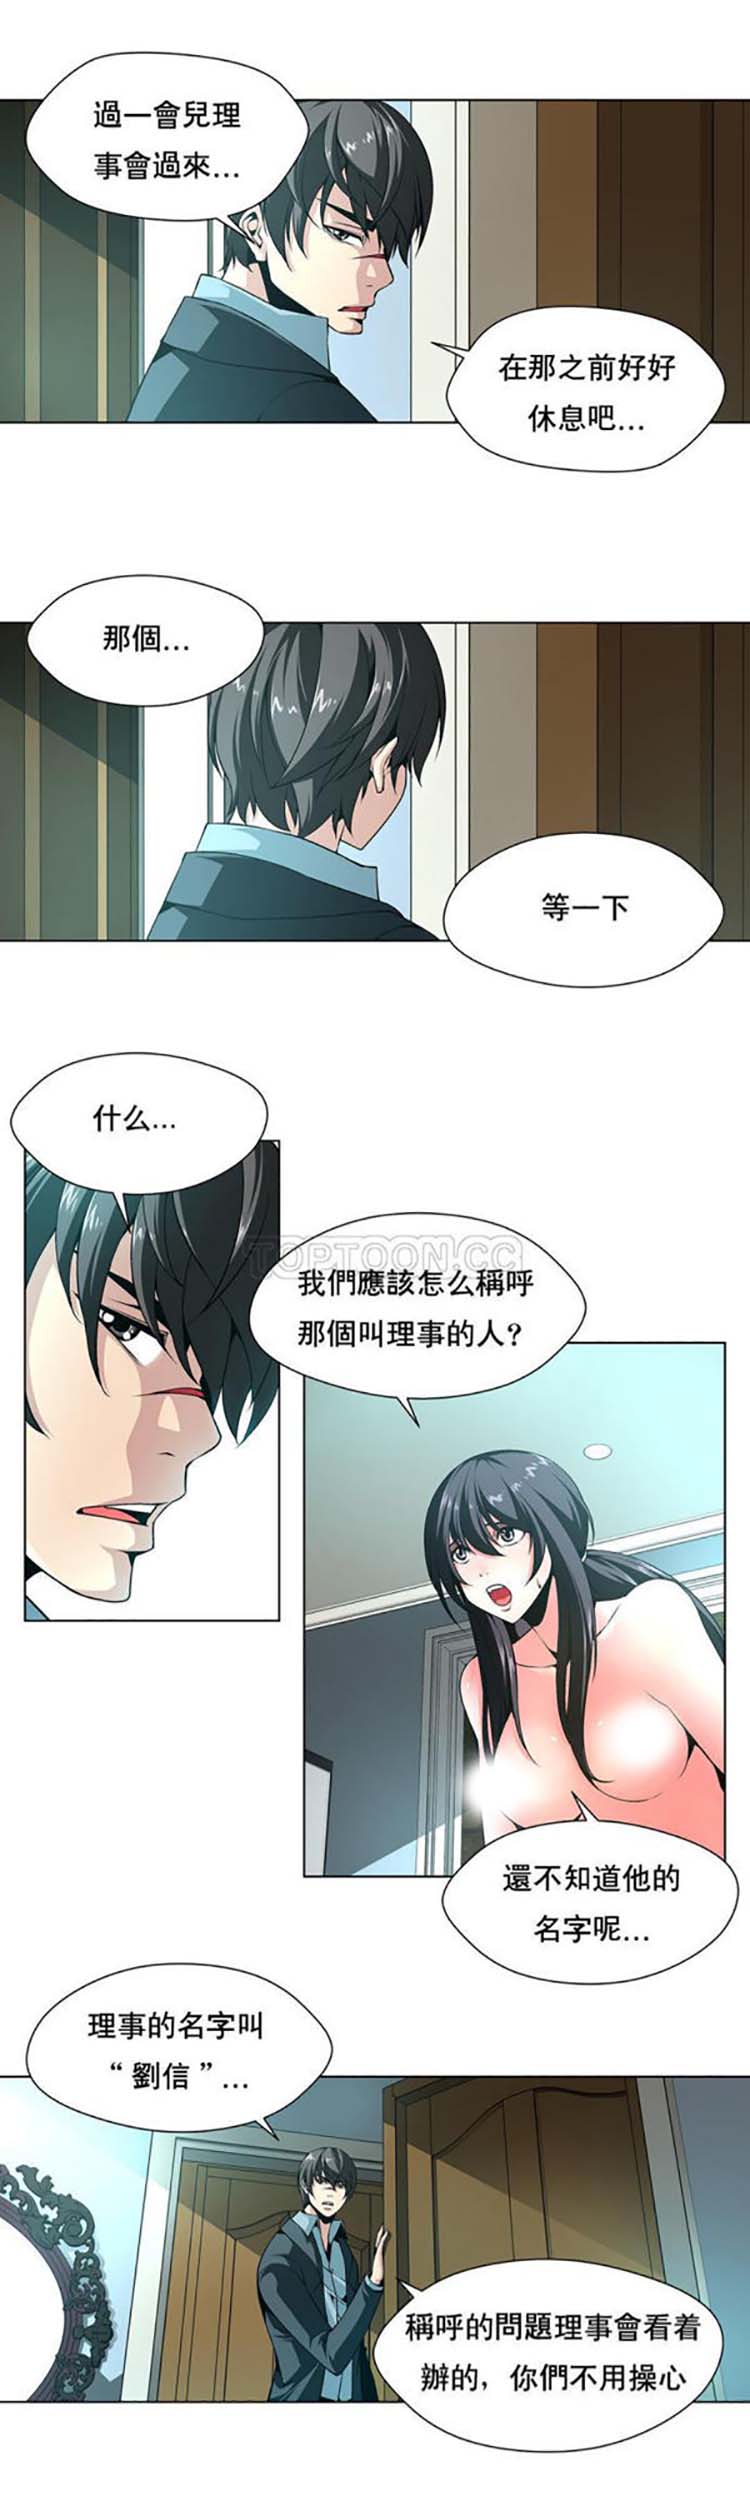 過一會兒理
事會過來...
在那之前好好
休息吧...
那個...
等一下
什么...
TOPTOON.CC
我們應該怎么稱呼
那個叫理事的人?
還不知道他的
名字呢...
理事的名字叫
“劉信”...
稱呼的問題理事會看着
辦的，你們不用操心